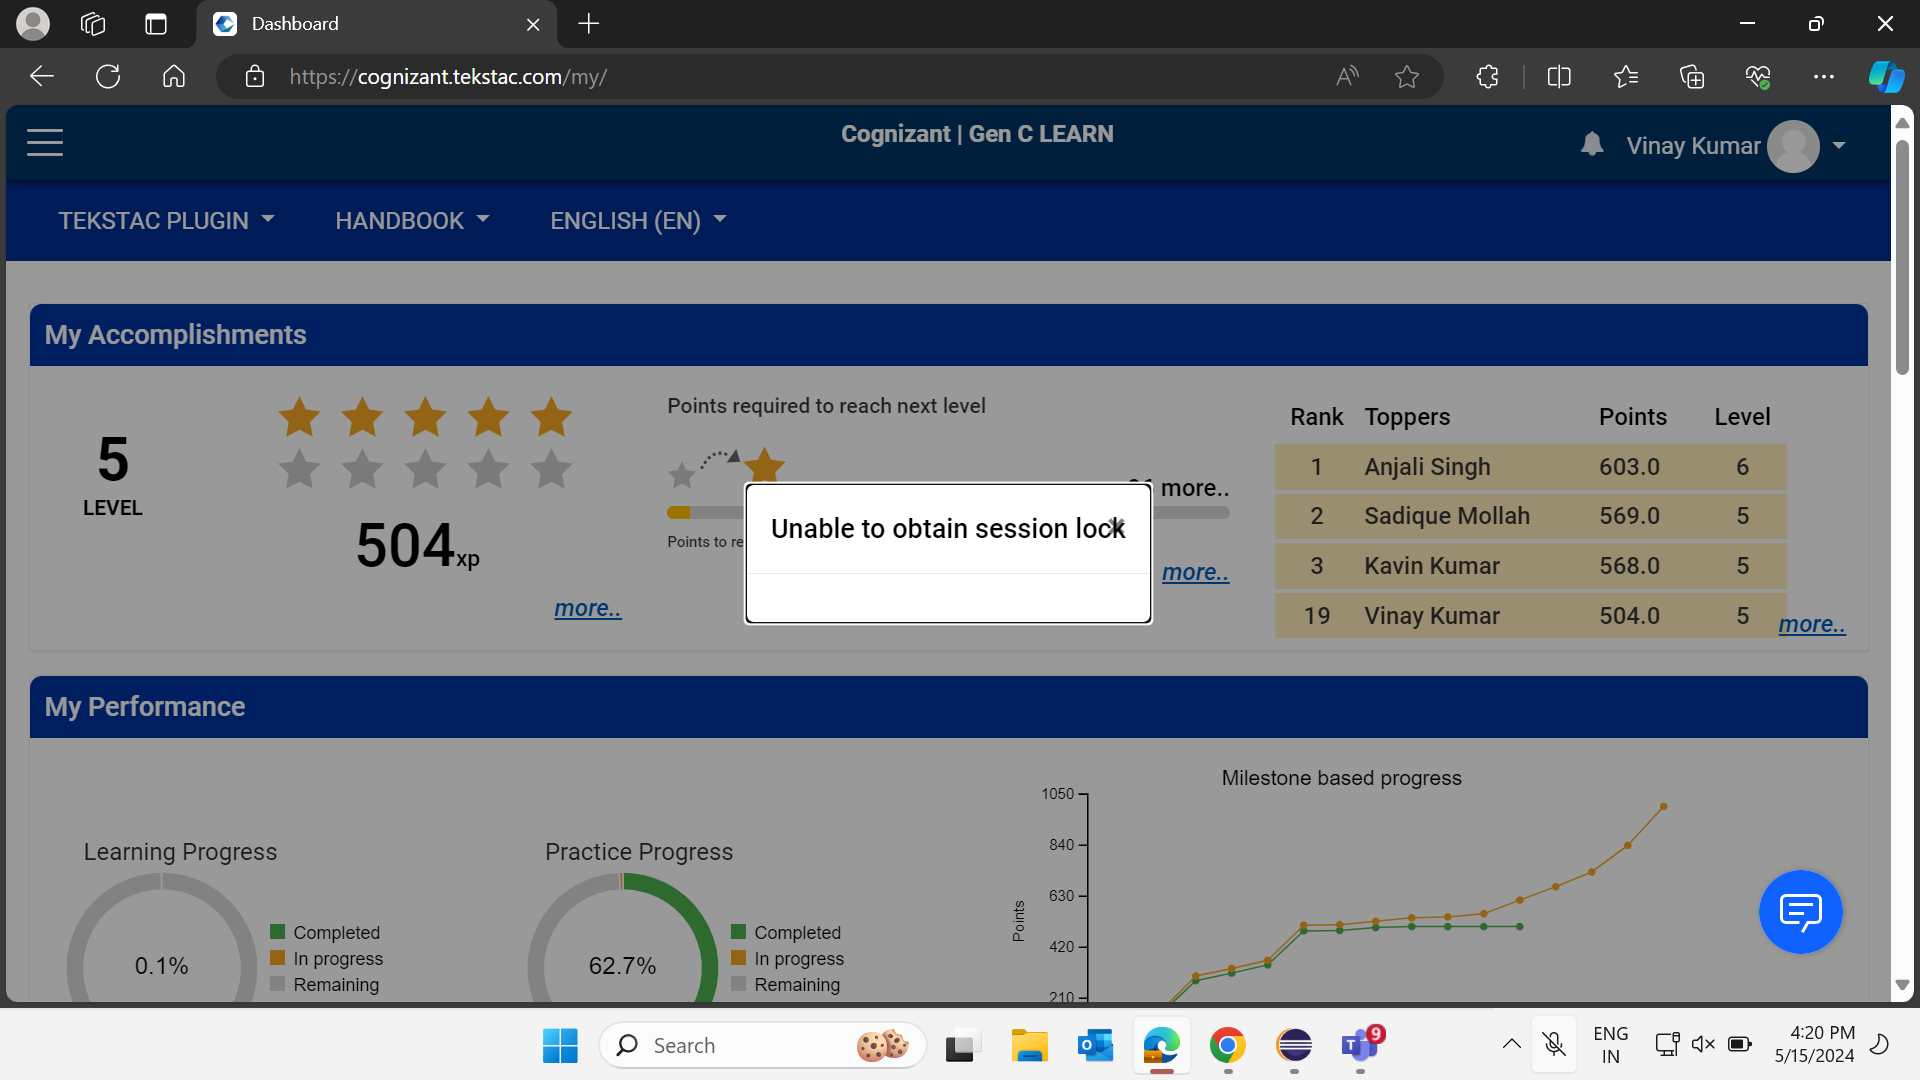 Dashboard
https://cognizant.tekstac.com/my/
Cognizant | Gen C LEARN
Vinay Kumar
TEKSTAC PLUGIN
HANDBOOK
ENGLISH (EN)
My Accomplishments
5
LEVEL
504xp
more..
Points required to reach next level
more..
Points to re
more..
Unable to obtain session lock
Rank Toppers Points Level
1 Anjali Singh 603.0 6
2 Sadique Mollah 569.0 5
3 Kavin Kumar 568.0 5
19 Vinay Kumar 504.0 5
more..
My Performance
Learning Progress
0.1%
Completed
In progress
Remaining
Practice Progress
62.7%
Completed
In progress
Remaining
Milestone based progress
Points
1050
840
630
420
210
Search
9
ENG
IN
4:20 PM
5/15/2024